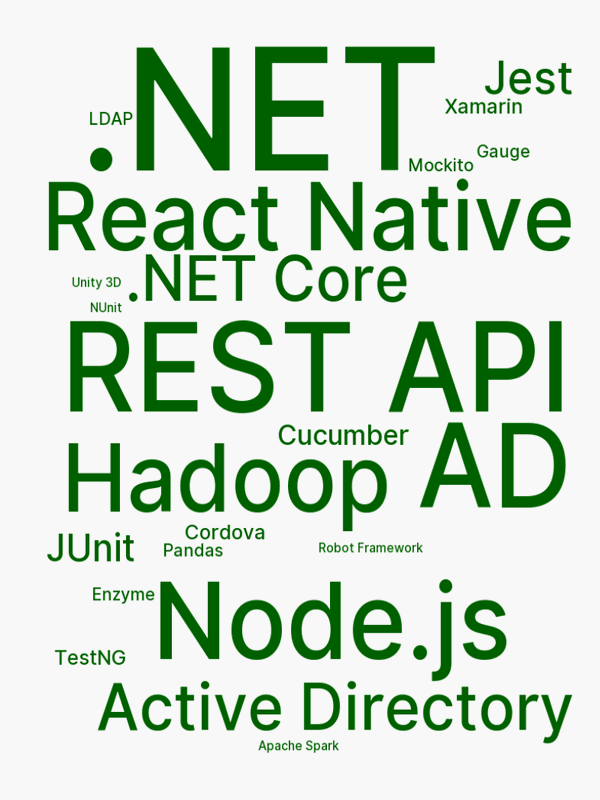 .NET
Jest
Xamarin
LDAP
Gauge
Mockito
React Native
.NET Core
Unity 3D
NUnit
REST API
Cucumber
AD
Hadoop
Cordova
JUnit
Pandas
Robot Framework
Enzyme
Node.js
TestNG
Active Directory
Apache Spark